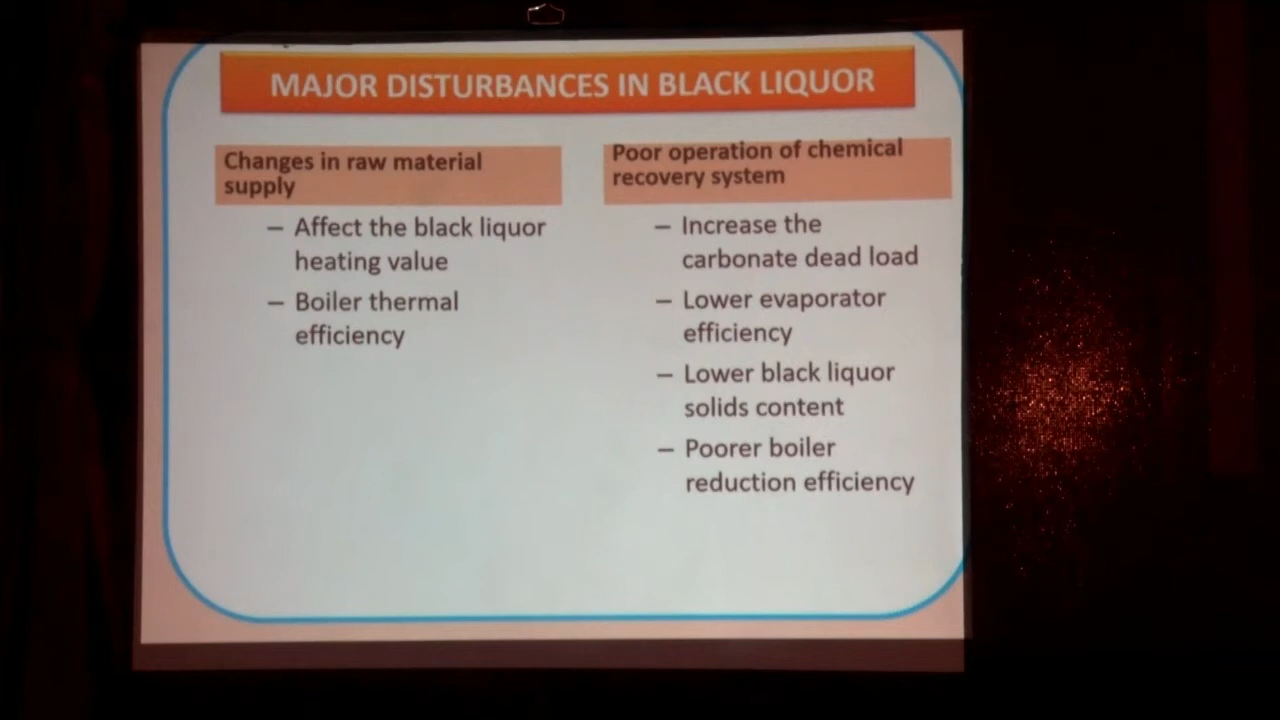 MAJOR DISTURBANCES IN BLACK LIQUOR
Changes in raw material
supply
– Affect the black liquor
heating value
– Boiler thermal
efficiency
Poor operation of chemical
recovery system
– Increase the
carbonate dead load
– Lower evaporator
efficiency
– Lower black liquor
solids content
– Poorer boiler
reduction efficiency